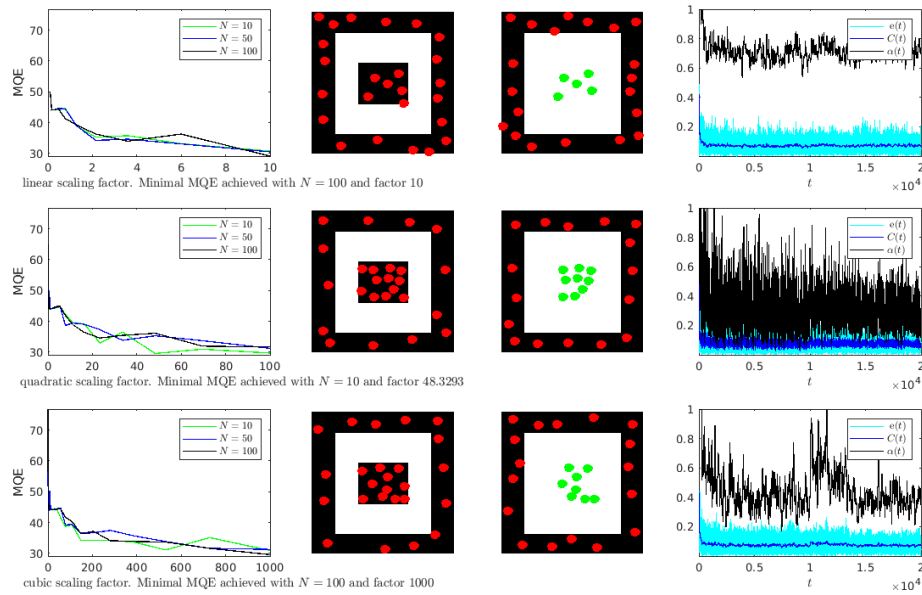 70
60
50
40
30
MQE
0
2
4
6
8
10
N = 10
N = 50
N = 100
1
0.8
0.6
0.4
0.2
0
0.5
1
1.5
2
t
×10⁴
e(t)
C(t)
α(t)
linear scaling factor. Minimal MQE achieved with N = 100 and factor 10
70
60
50
40
30
MQE
0
20
40
60
80
100
N = 10
N = 50
N = 100
1
0.8
0.6
0.4
0.2
0
0.5
1
1.5
2
t
×10⁴
e(t)
C(t)
α(t)
quadratic scaling factor. Minimal MQE achieved with N = 10 and factor 48.3293
70
60
50
40
30
MQE
0
200
400
600
800
1000
N = 10
N = 50
N = 100
1
0.8
0.6
0.4
0.2
0
0.5
1
1.5
2
t
×10⁴
e(t)
C(t)
α(t)
cubic scaling factor. Minimal MQE achieved with N = 100 and factor 1000